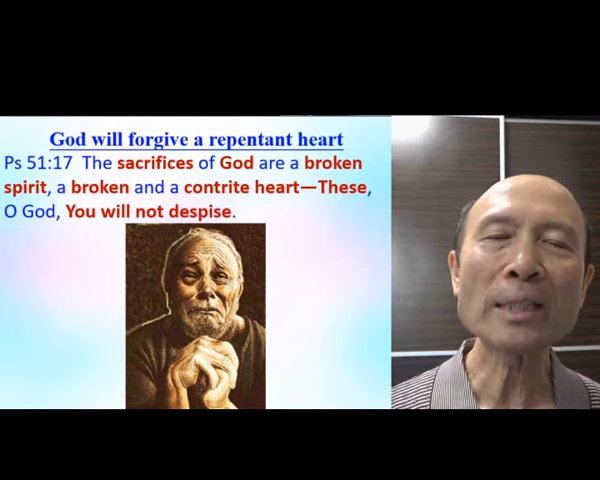 God will forgive a repentant heart
Ps 51:17 The sacrifices of God are a broken
spirit, a broken and a contrite heart—These,
O God, You will not despise.